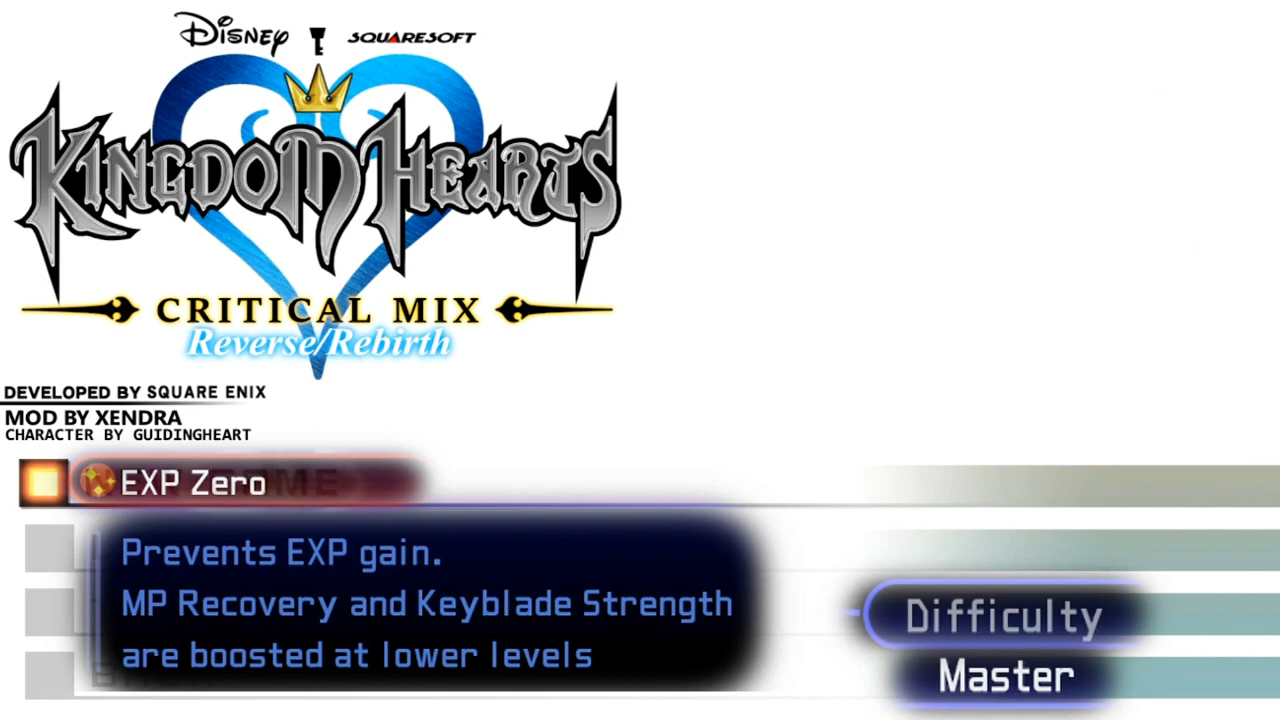 DISNEY SQUARESOFT
KINGDOM HEARTS
CRITICAL MIX
Reverse/Rebirth
DEVELOPED BY SQUARE ENIX
MOD BY XENDRA
CHARACTER BY GUIDINGHEART
EXP Zero
Prevents EXP gain.
MP Recovery and Keyblade Strength
are boosted at lower levels
Difficulty
Master